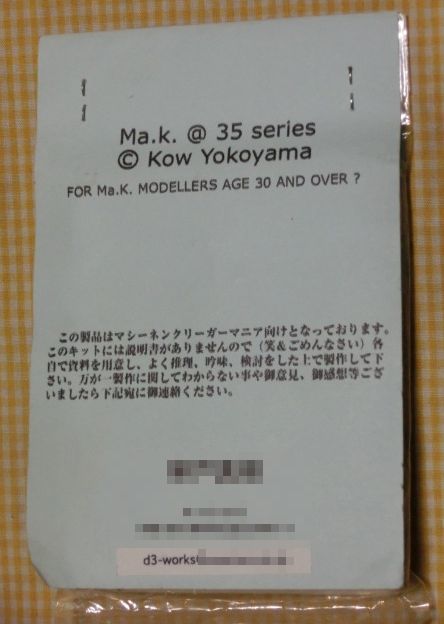 Ma.k. @ 35 series
© Kow Yokoyama
FOR Ma.K. MODELLERS AGE 30 AND OVER ?
この製品はマシーネンクリーガーマニア向けとなっております。
このキットには説明書がありませんので（笑＆ごめんなさい）各
自で資料を用意し、よく推理、吟味、検討をした上で製作して下
さい。万が一製作に関してわからない事や御意見、御感想等ござ
いましたら下記宛に御連絡ください。
d3-works